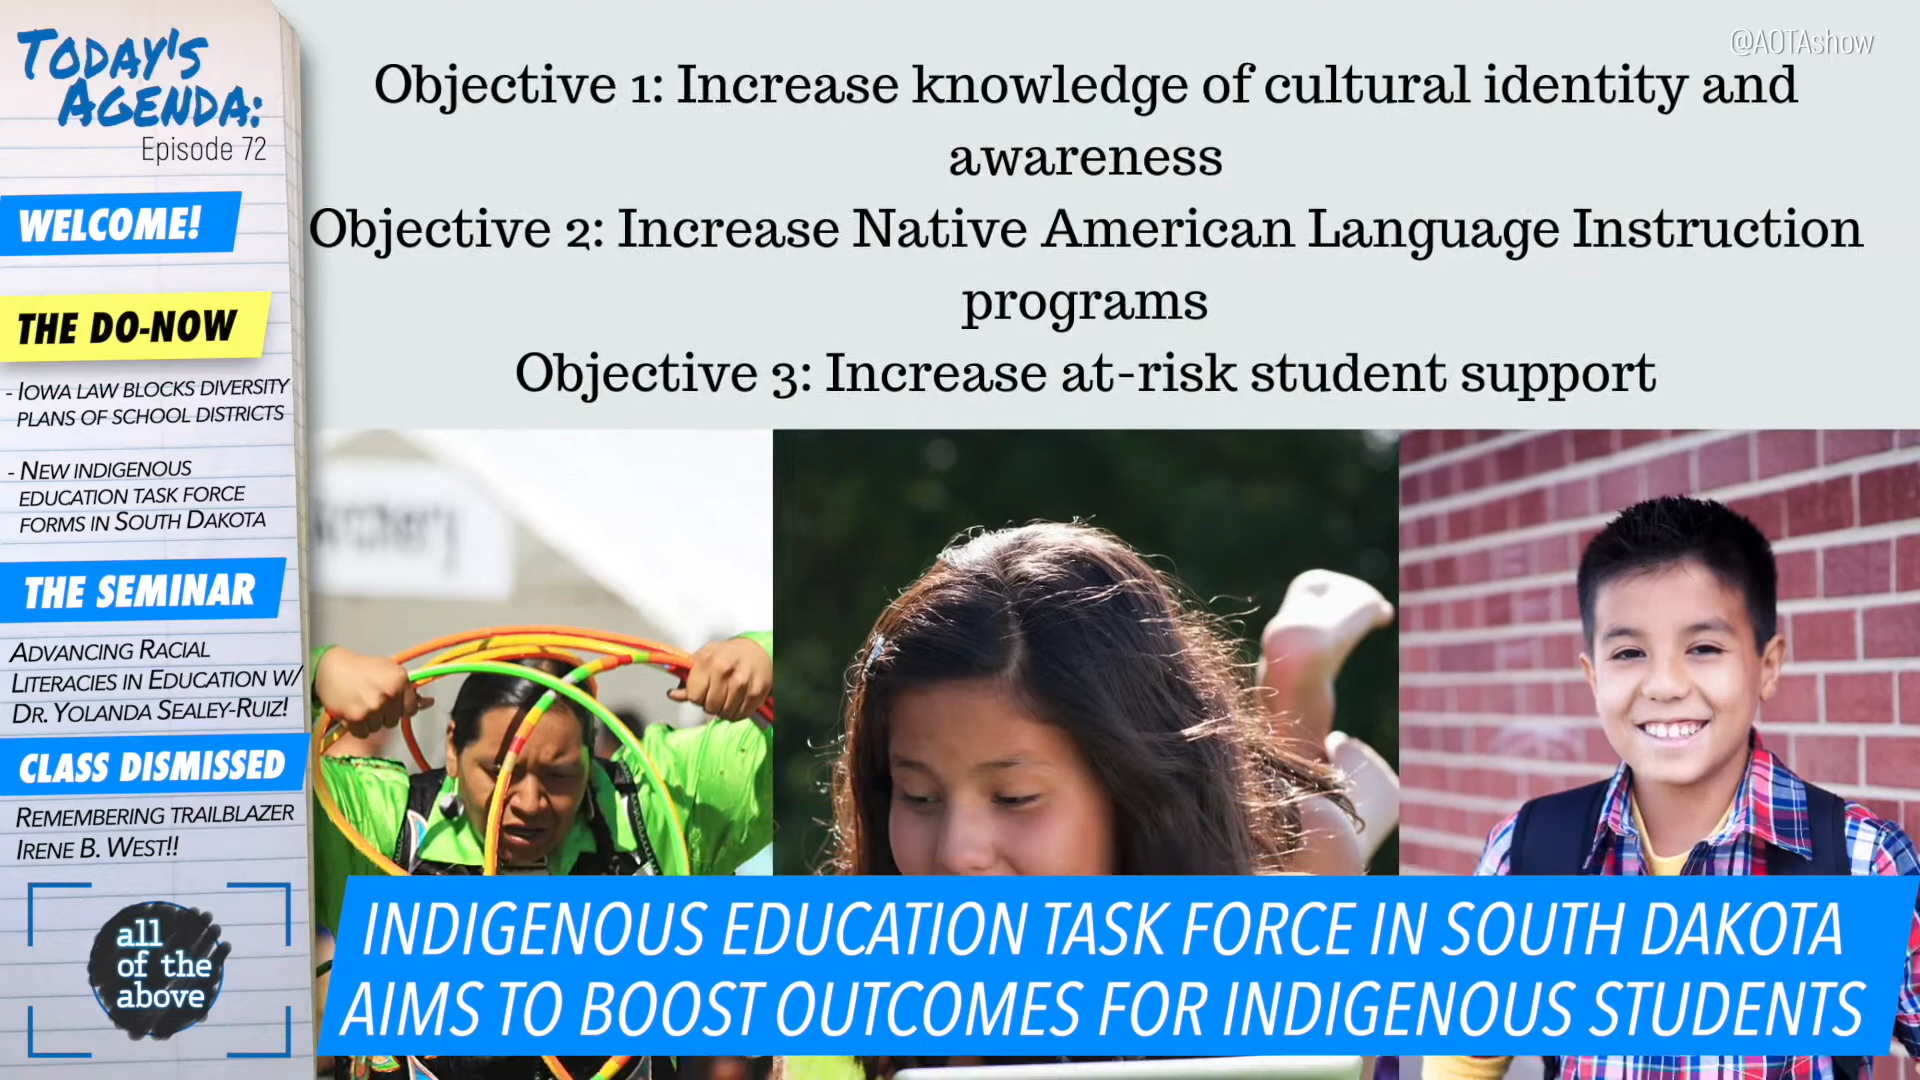 TODAY'S
AGENDA:
Episode 72
WELCOME!
THE DO-NOW
- IOWA LAW BLOCKS DIVERSITY
PLANS OF SCHOOL DISTRICTS
- NEW INDIGENOUS
EDUCATION TASK FORCE
FORMS IN SOUTH DAKOTA
THE SEMINAR
ADVANCING RACIAL
LITERACIES IN EDUCATION W/
DR. YOLANDA SEALEY-RUIZ!
CLASS DISMISSED
REMEMBERING TRAILBLAZER
IRENE B. WEST!!
all
of the
above
@AOTAshow
Objective 1: Increase knowledge of cultural identity and
awareness
Objective 2: Increase Native American Language Instruction
programs
Objective 3: Increase at-risk student support
INDIGENOUS EDUCATION TASK FORCE IN SOUTH DAKOTA
AIMS TO BOOST OUTCOMES FOR INDIGENOUS STUDENTS